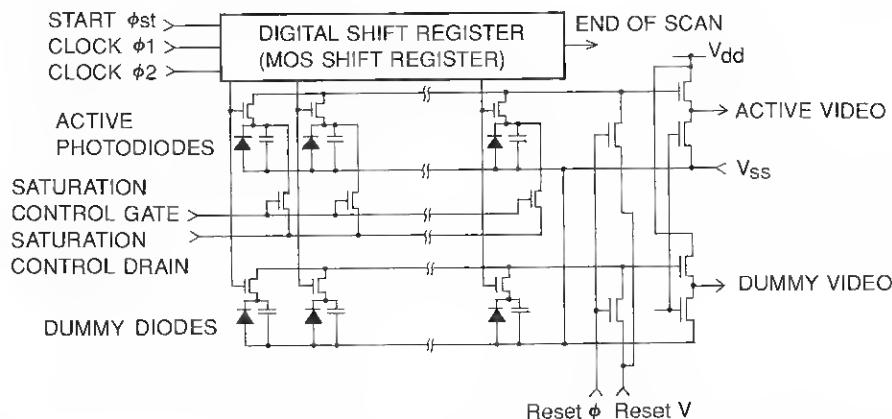 START φst
CLOCK φ1
CLOCK φ2
DIGITAL SHIFT REGISTER
(MOS SHIFT REGISTER)
END OF SCAN
Vdd
ACTIVE
PHOTODIODES
ACTIVE VIDEO
Vss
SATURATION
CONTROL GATE
SATURATION
CONTROL DRAIN
DUMMY VIDEO
DUMMY DIODES
Reset φ
Reset V